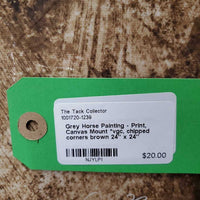 The Tack Collector
1001720-1239
Grey Horse Painting - Print,
Canvas Mount *vgc, chipped
corners brown 24" x 24"
$20.00
NJYLPI